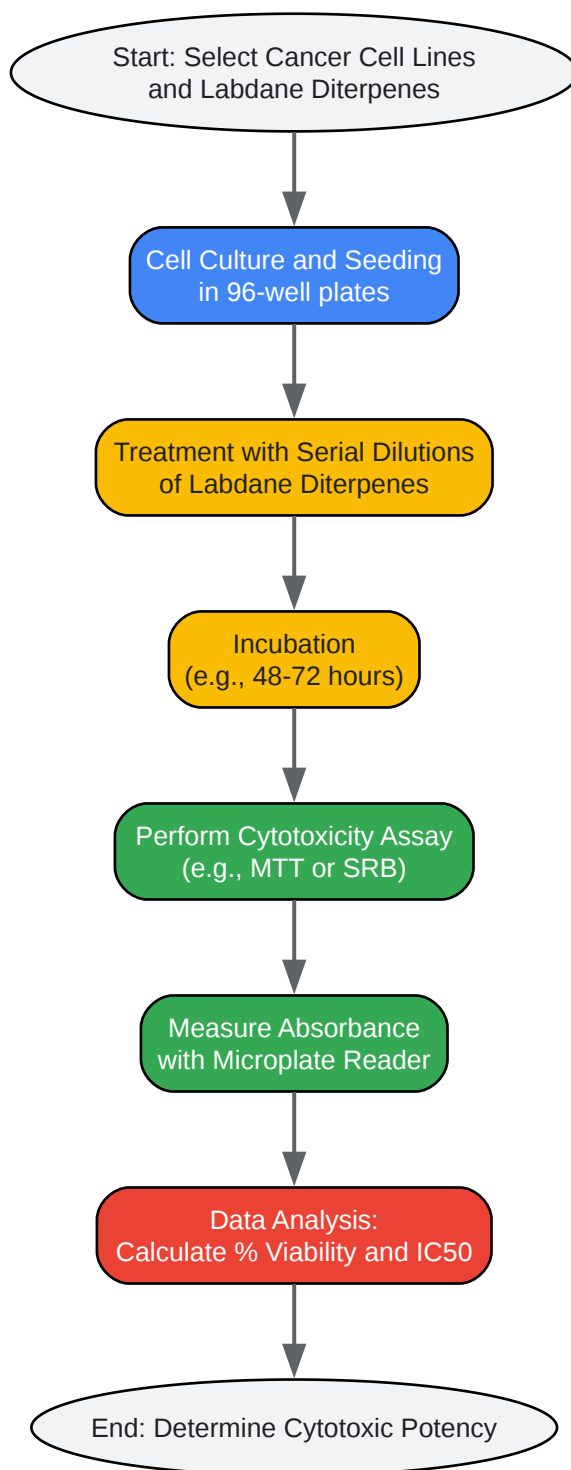 Start: Select Cancer Cell Lines
and Labdane Diterpenes
Cell Culture and Seeding
in 96-well plates
Treatment with Serial Dilutions
of Labdane Diterpenes
Incubation
(e.g., 48-72 hours)
Perform Cytotoxicity Assay
(e.g., MTT or SRB)
Measure Absorbance
with Microplate Reader
Data Analysis:
Calculate % Viability and IC50
End: Determine Cytotoxic Potency